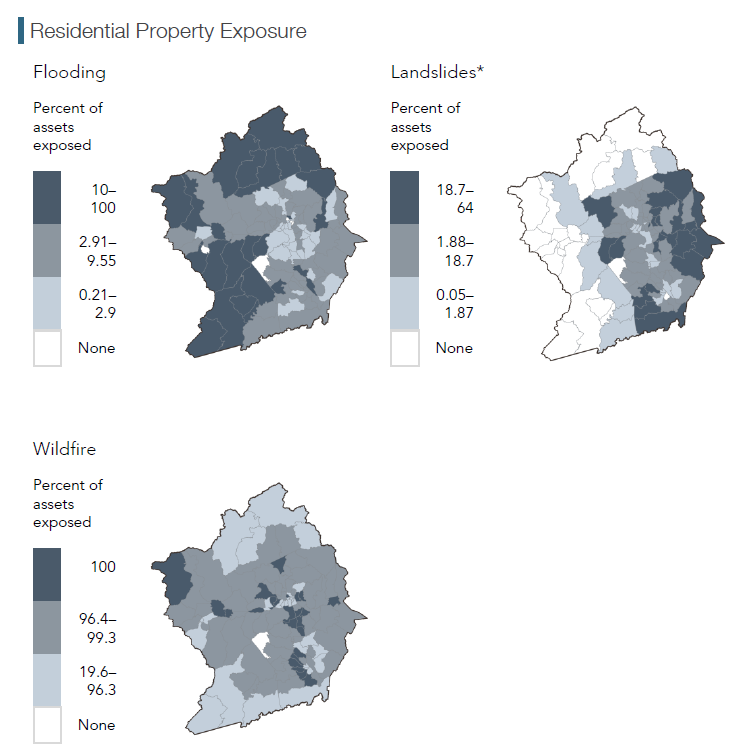 Residential Property Exposure
Flooding
Percent of
assets
exposed
10–
100
2.91–
9.55
0.21–
2.9
None
Landslides*
Percent of
assets
exposed
18.7–
64
1.88–
18.7
0.05–
1.87
None
Wildfire
Percent of
assets
exposed
100
96.4–
99.3
19.6–
96.3
None